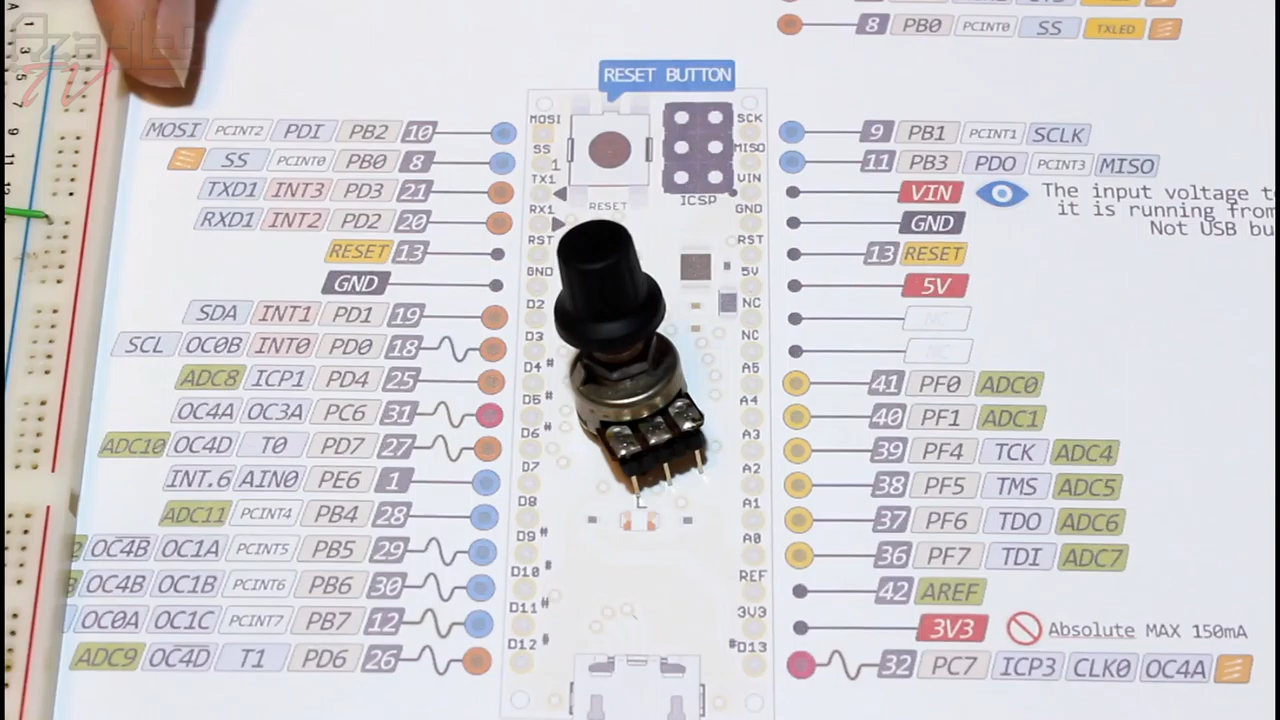 8 PB0 PCINT0 SS TXLED
RESET BUTTON
MOSI PCINT2 PDI PB2 10 MOSI SCK 9 PB1 PCINT1 SCLK
SS PCINT0 PB0 8 SS MISO 11 PB3 PDO PCINT3 MISO
1
TXD1 INT3 PD3 21 TX1 VIN VIN The input voltage
RESET ICSP
it is running from
RXD1 INT2 PD2 20 RX1 GND GND Not USB
RESET 13 RST RST 13 RESET
GND GND 5V 5V
SDA INT1 PD1 19 D2 NC NC
SCL OC0B INT0 PD0 18 D3 NC NC
ADC8 ICP1 PD4 25 D4# A5 41 PF0 ADC0
OC4A OC3A PC6 31 D5# A4 40 PF1 ADC1
ADC10 OC4D T0 PD7 27 D6# A3 39 PF4 TCK ADC4
INT.6 AIN0 PE6 1 D7 A2 38 PF5 TMS ADC5
ADC11 PCINT4 PB4 28 D8 L A1 37 PF6 TDO ADC6
OC4B OC1A PCINT5 PB5 29 D9# A0 36 PF7 TDI ADC7
OC4B OC1B PCINT6 PB6 30 D10# REF 42 AREF
OC0A OC1C PCINT7 PB7 12 D11# 3V3 3V3 Absolute MAX 150mA
ADC9 OC4D T1 PD6 26 D12# #D13 32 PC7 ICP3 CLK0 OC4A